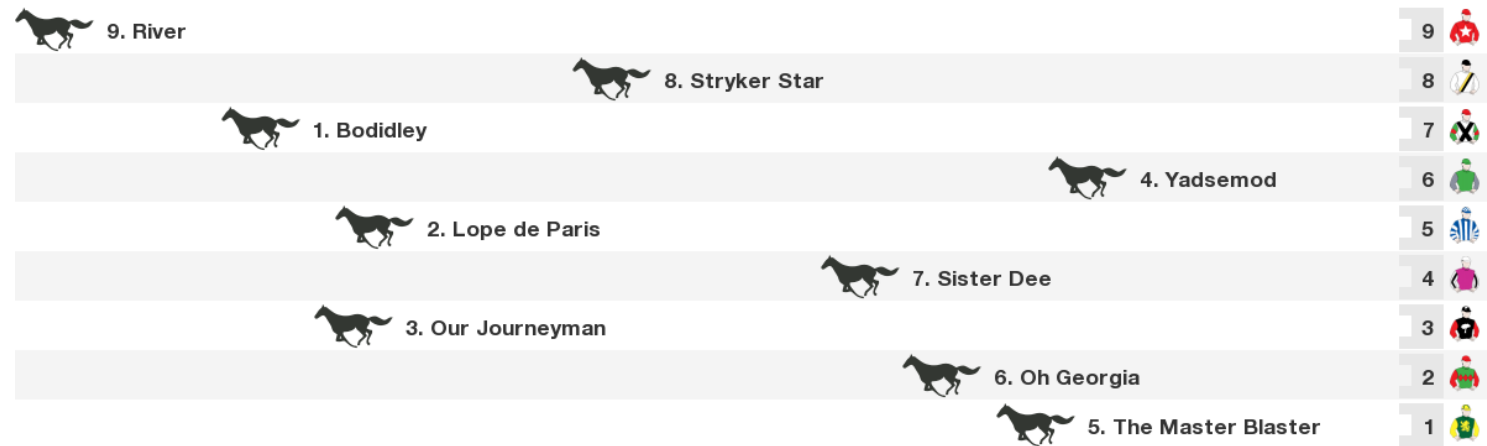 9. River 9
8. Stryker Star 8
1. Bodidley 7
4. Yadsemod 6
2. Lope de Paris 5
7. Sister Dee 4
3. Our Journeyman 3
6. Oh Georgia 2
5. The Master Blaster 1